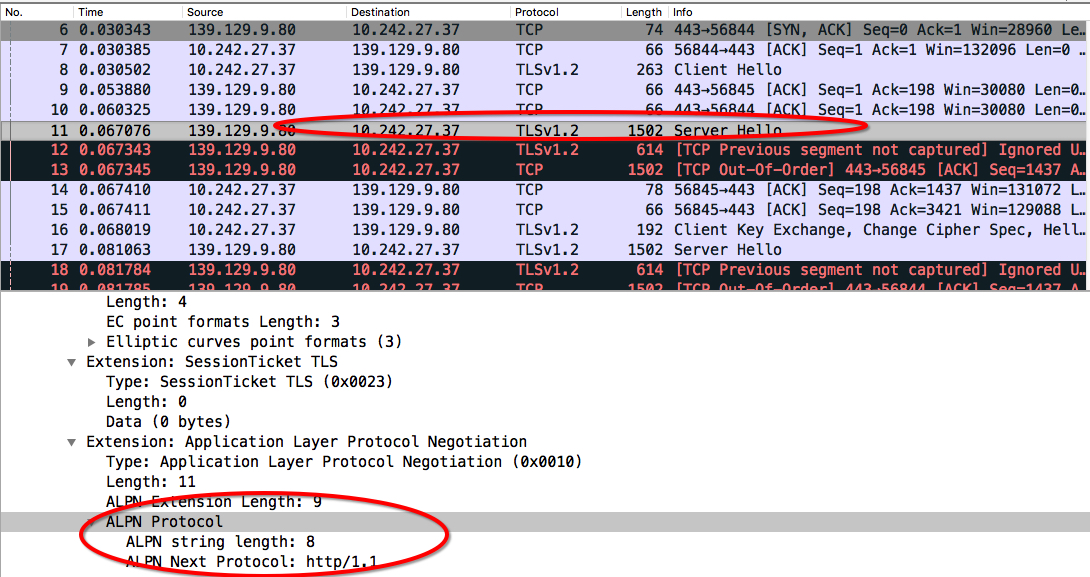 No. Time Source Destination Protocol Length Info
6 0.030343 139.129.9.80 10.242.27.37 TCP 74 443→56844 [SYN, ACK] Seq=0 Ack=1 Win=28960 Le…
7 0.030385 10.242.27.37 139.129.9.80 TCP 66 56844→443 [ACK] Seq=1 Ack=1 Win=132096 Len=0 …
8 0.030502 10.242.27.37 139.129.9.80 TLSv1.2 263 Client Hello
9 0.053880 139.129.9.80 10.242.27.37 TCP 66 443→56845 [ACK] Seq=1 Ack=198 Win=30080 Len=0…
10 0.060325 139.129.9.80 10.242.27.37 TCP 66 443→56844 [ACK] Seq=1 Ack=198 Win=30080 Len=0…
11 0.067076 139.129.9.80 10.242.27.37 TLSv1.2 1502 Server Hello
12 0.067343 139.129.9.80 10.242.27.37 TLSv1.2 614 [TCP Previous segment not captured] Ignored U…
13 0.067345 139.129.9.80 10.242.27.37 TCP 1502 [TCP Out-Of-Order] 443→56845 [ACK] Seq=1437 A…
14 0.067410 10.242.27.37 139.129.9.80 TCP 78 56845→443 [ACK] Seq=198 Ack=1437 Win=131072 L…
15 0.067411 10.242.27.37 139.129.9.80 TCP 66 56845→443 [ACK] Seq=198 Ack=3421 Win=129088 L…
16 0.068019 10.242.27.37 139.129.9.80 TLSv1.2 192 Client Key Exchange, Change Cipher Spec, Hell…
17 0.081063 139.129.9.80 10.242.27.37 TLSv1.2 1502 Server Hello
18 0.081784 139.129.9.80 10.242.27.37 TLSv1.2 614 [TCP Previous segment not captured] Ignored U…
19 0.081785 139.129.9.80 10.242.27.37 TCP 1502 [TCP Out-Of-Order] 443→56844 [ACK] Seq=1437 A…
Length: 4
EC point formats Length: 3
Elliptic curves point formats (3)
Extension: SessionTicket TLS
Type: SessionTicket TLS (0x0023)
Length: 0
Data (0 bytes)
Extension: Application Layer Protocol Negotiation
Type: Application Layer Protocol Negotiation (0x0010)
Length: 11
ALPN Extension Length: 9
ALPN Protocol
ALPN string length: 8
ALPN Next Protocol: http/1.1